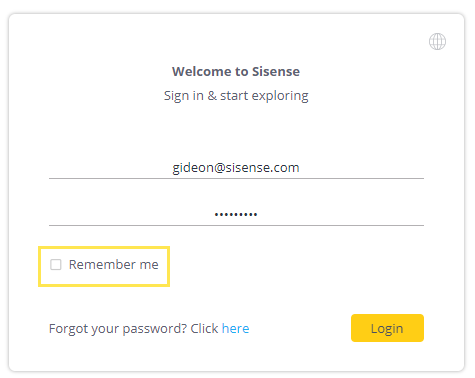 Welcome to Sisense
Sign in & start exploring
gideon@sisense.com
•••••••••
Remember me
Forgot your password? Click here
Login